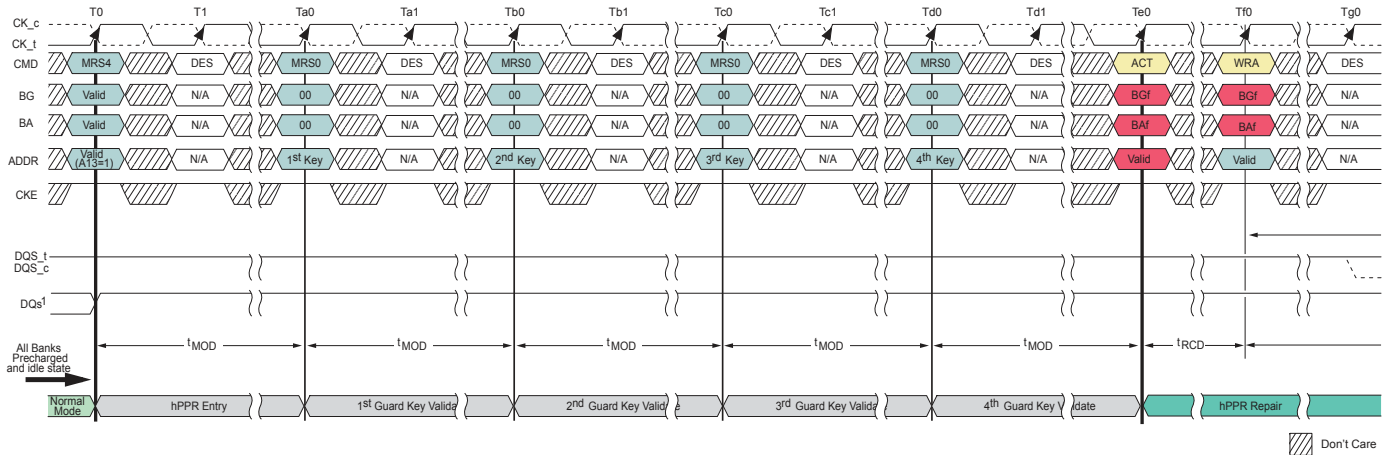 T0 T1 Ta0 Ta1 Tb0 Tb1 Tc0 Tc1 Td0 Td1 Te0 Tf0 Tg0
CK_c
CK_t
CMD MRS4 DES MRS0 DES MRS0 DES MRS0 DES MRS0 DES ACT WRA DES
BG Valid N/A 00 N/A 00 N/A 00 N/A 00 N/A BGf BGf N/A
BA Valid N/A 00 N/A 00 N/A 00 N/A 00 N/A BAf BAf N/A
ADDR Valid (A13=1) N/A 1st Key N/A 2nd Key N/A 3rd Key N/A 4th Key N/A Valid Valid N/A
CKE
DQS_t
DQS_c
DQs1
All Banks
Precharged
and idle state
tMOD tMOD tMOD tMOD tMOD tRCD
Normal
Mode
hPPR Entry 1st Guard Key Valida 2nd Guard Key Valida e 3rd Guard Key Valida 4th Guard Key V date hPPR Repair
Don't Care